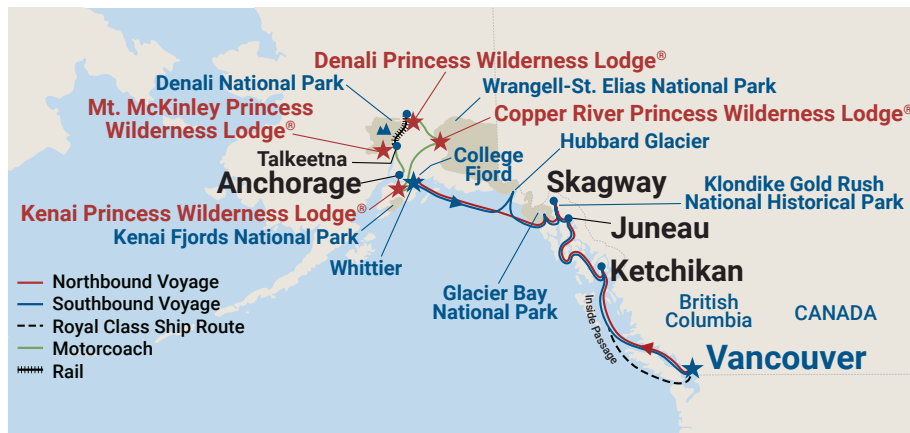 Denali Princess Wilderness Lodge®
Denali National Park
Wrangell-St. Elias National Park
Mt. McKinley Princess
Wilderness Lodge®
Copper River Princess Wilderness Lodge®
Hubbard Glacier
Talkeetna
College
Fjord
Anchorage
Skagway
Klondike Gold Rush
National Historical Park
Kenai Princess Wilderness Lodge®
Juneau
Kenai Fjords National Park
Whittier
Ketchikan
Glacier Bay
National Park
Northbound Voyage
Southbound Voyage
Royal Class Ship Route
Motorcoach
Rail
Inside Passage
British
Columbia
CANADA
Vancouver